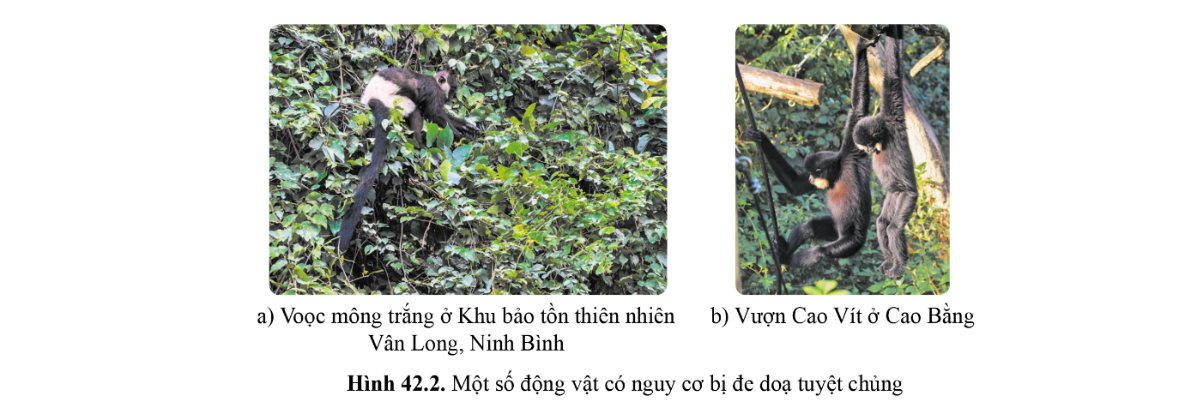 a) Voọc mông trắng ở Khu bảo tồn thiên nhiên
Vân Long, Ninh Bình
b) Vượn Cao Vít ở Cao Bằng
Hình 42.2. Một số động vật có nguy cơ bị đe doạ tuyệt chủng